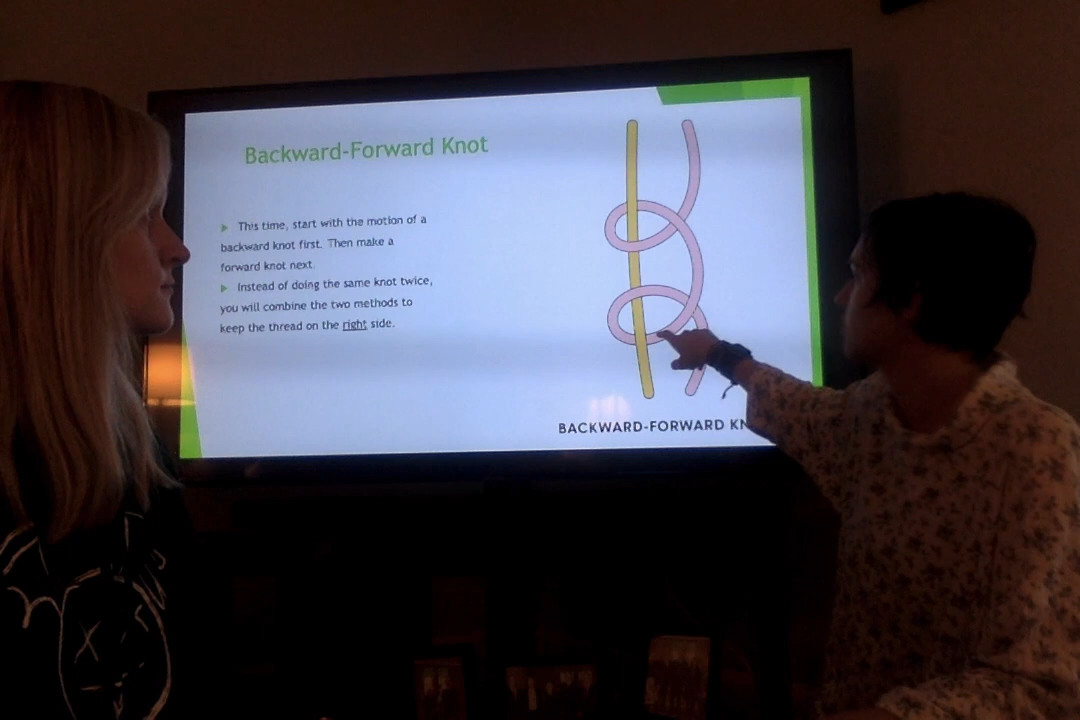 Backward-Forward Knot
This time, start with the motion of a
backward knot first. Then make a
forward knot next.
Instead of doing the same knot twice,
you will combine the two methods to
keep the thread on the right side.
BACKWARD-FORWARD